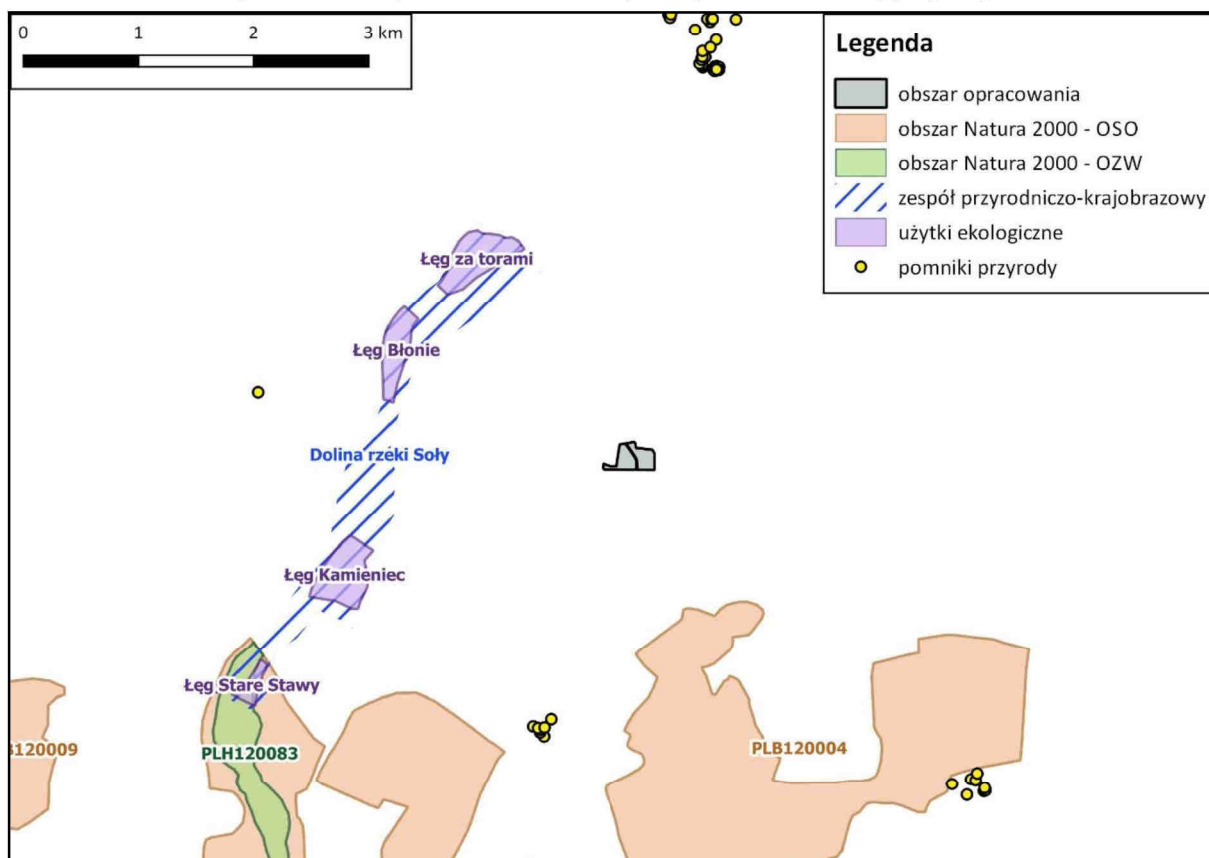 0 1 2 3 km
Legenda
obszar opracowania
obszar Natura 2000 - OSO
obszar Natura 2000 - OZW
zespół przyrodniczo-krajobrazowy
użytki ekologiczne
pomniki przyrody
Łęg za torami
Łęg Błonie
Dolina rzeki Soły
Łęg Kamieniec
Łęg Stare Stawy
B120009
PLH120083
PLB120004